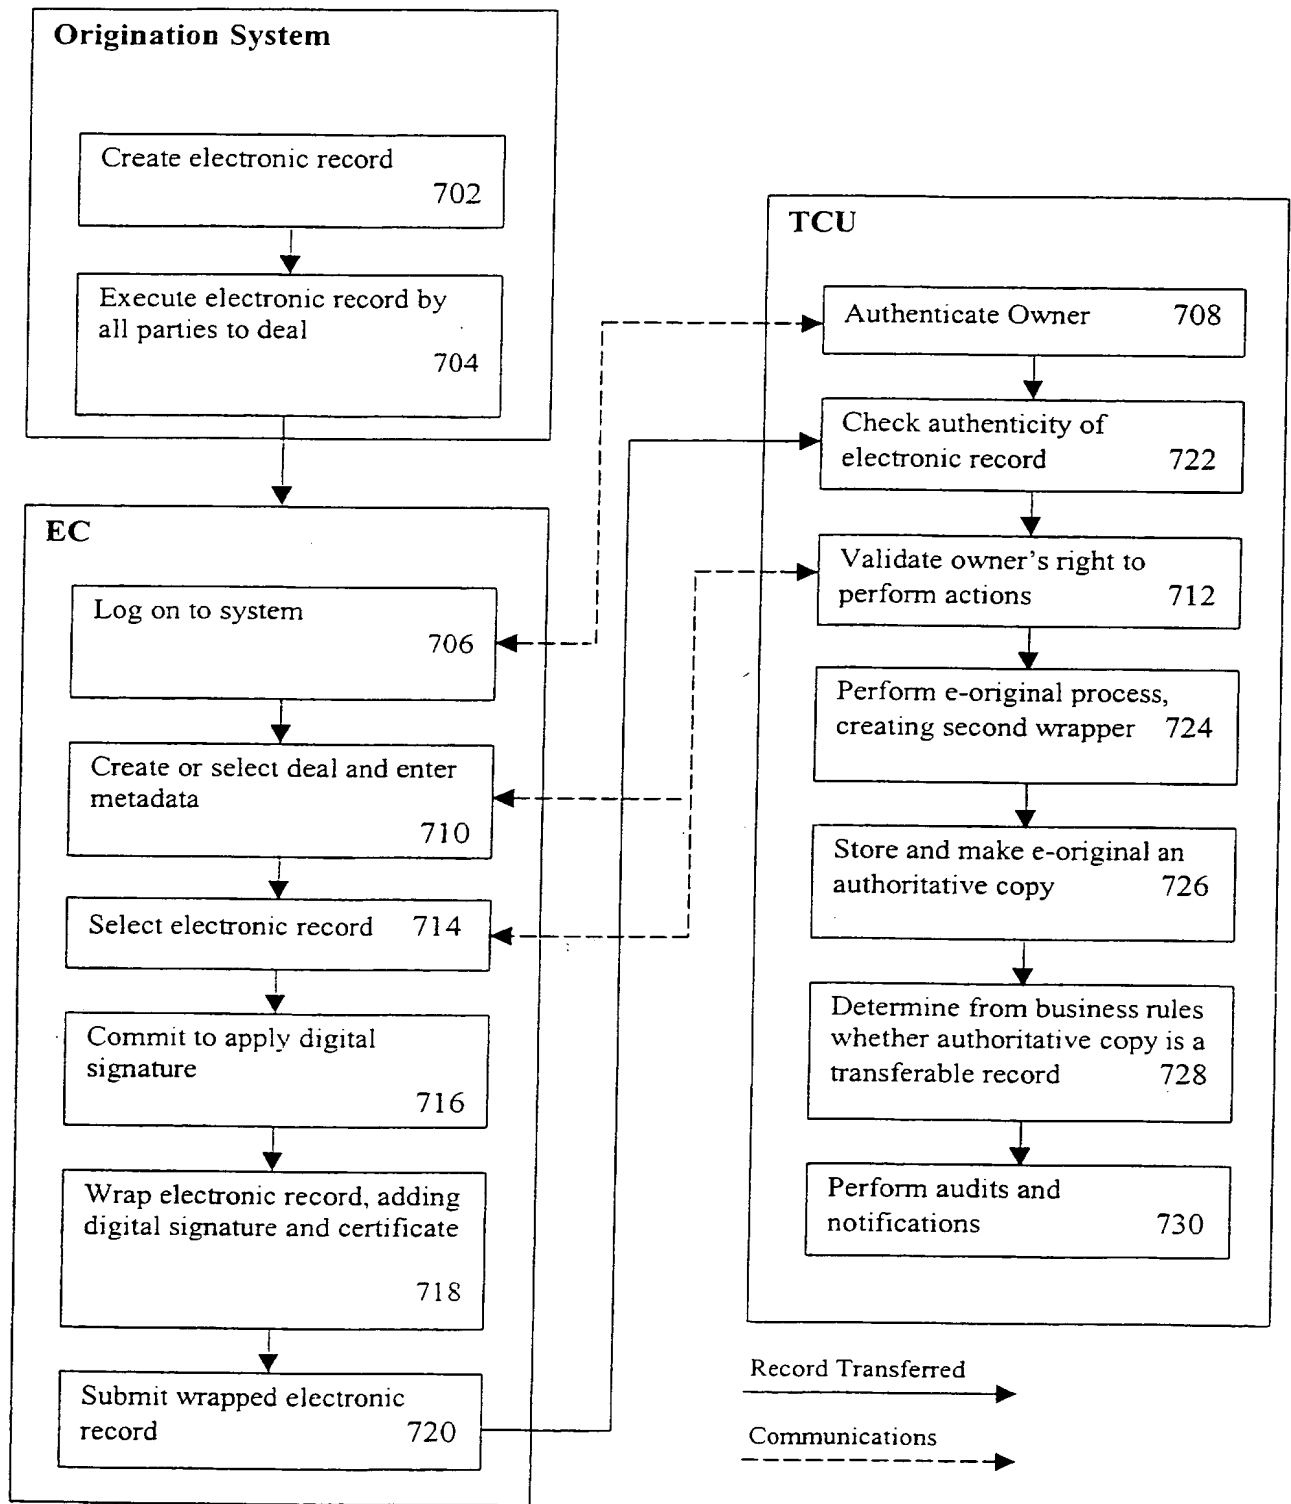 Origination System
Create electronic record
702
Execute electronic record by
all parties to deal
704
EC
Log on to system
706
Create or select deal and enter
metadata
710
Select electronic record 714
Commit to apply digital
signature
716
Wrap electronic record, adding
digital signature and certificate
718
Submit wrapped electronic
record 720
TCU
Authenticate Owner 708
Check authenticity of
electronic record 722
Validate owner's right to
perform actions 712
Perform e-original process,
creating second wrapper 724
Store and make e-original an
authoritative copy 726
Determine from business rules
whether authoritative copy is a
transferable record 728
Perform audits and
notifications 730
Record Transferred
Communications